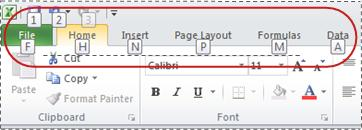 1 2 3
File Home Insert Page Layout Formulas Data
F H N P M A
Cut
Calibri 11
Copy
Paste
Format Painter
B I U
Clipboard Font